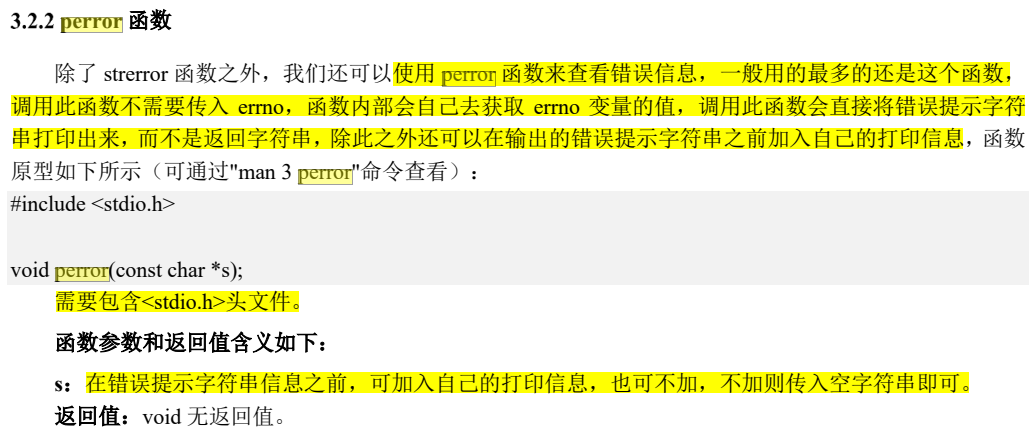 3.2.2 perror 函数
除了 strerror 函数之外，我们还可以使用 perror 函数来查看错误信息，一般用的最多的还是这个函数，
调用此函数不需要传入 errno，函数内部会自己去获取 errno 变量的值，调用此函数会直接将错误提示字符
串打印出来，而不是返回字符串，除此之外还可以在输出的错误提示字符串之前加入自己的打印信息，函数
原型如下所示（可通过"man 3 perror"命令查看）：
#include <stdio.h>
void perror(const char *s);
需要包含<stdio.h>头文件。
函数参数和返回值含义如下：
s：在错误提示字符串信息之前，可加入自己的打印信息，也可不加，不加则传入空字符串即可。
返回值：void 无返回值。